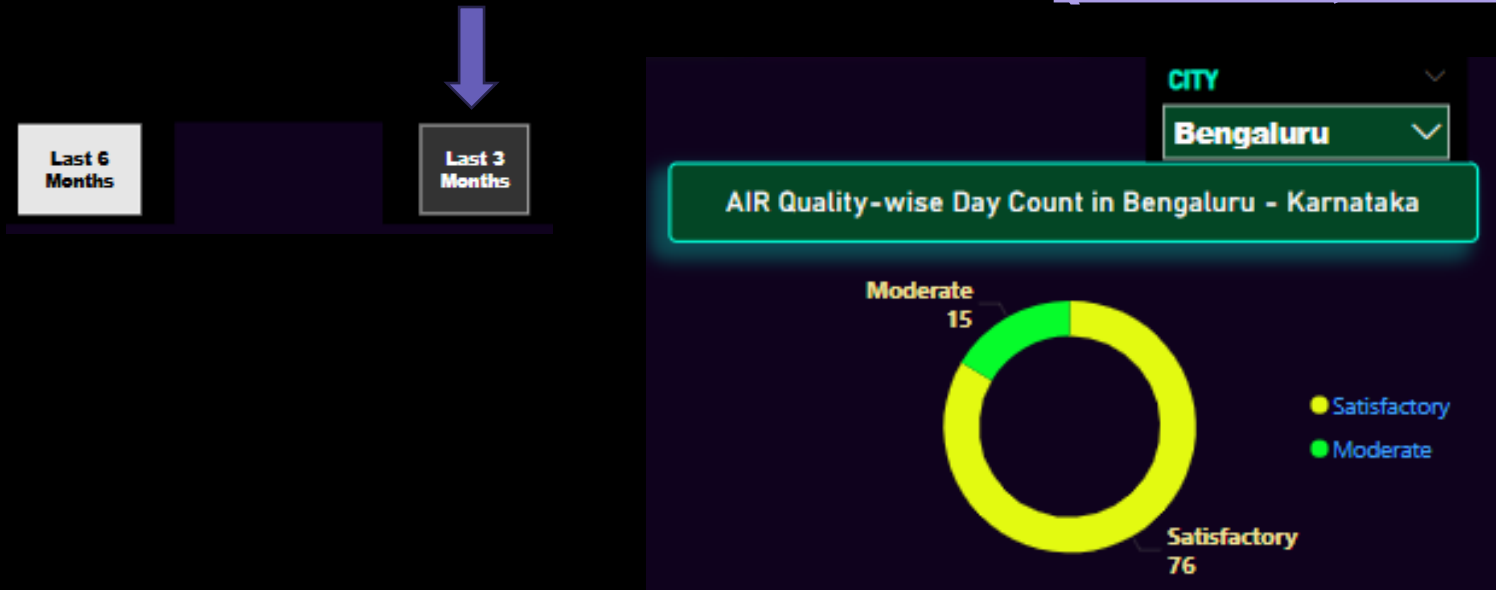 Last 6
Months
Last 3
Months
CITY
Bengaluru
AIR Quality-wise Day Count in Bengaluru - Karnataka
Moderate
15
Satisfactory
Moderate
Satisfactory
76